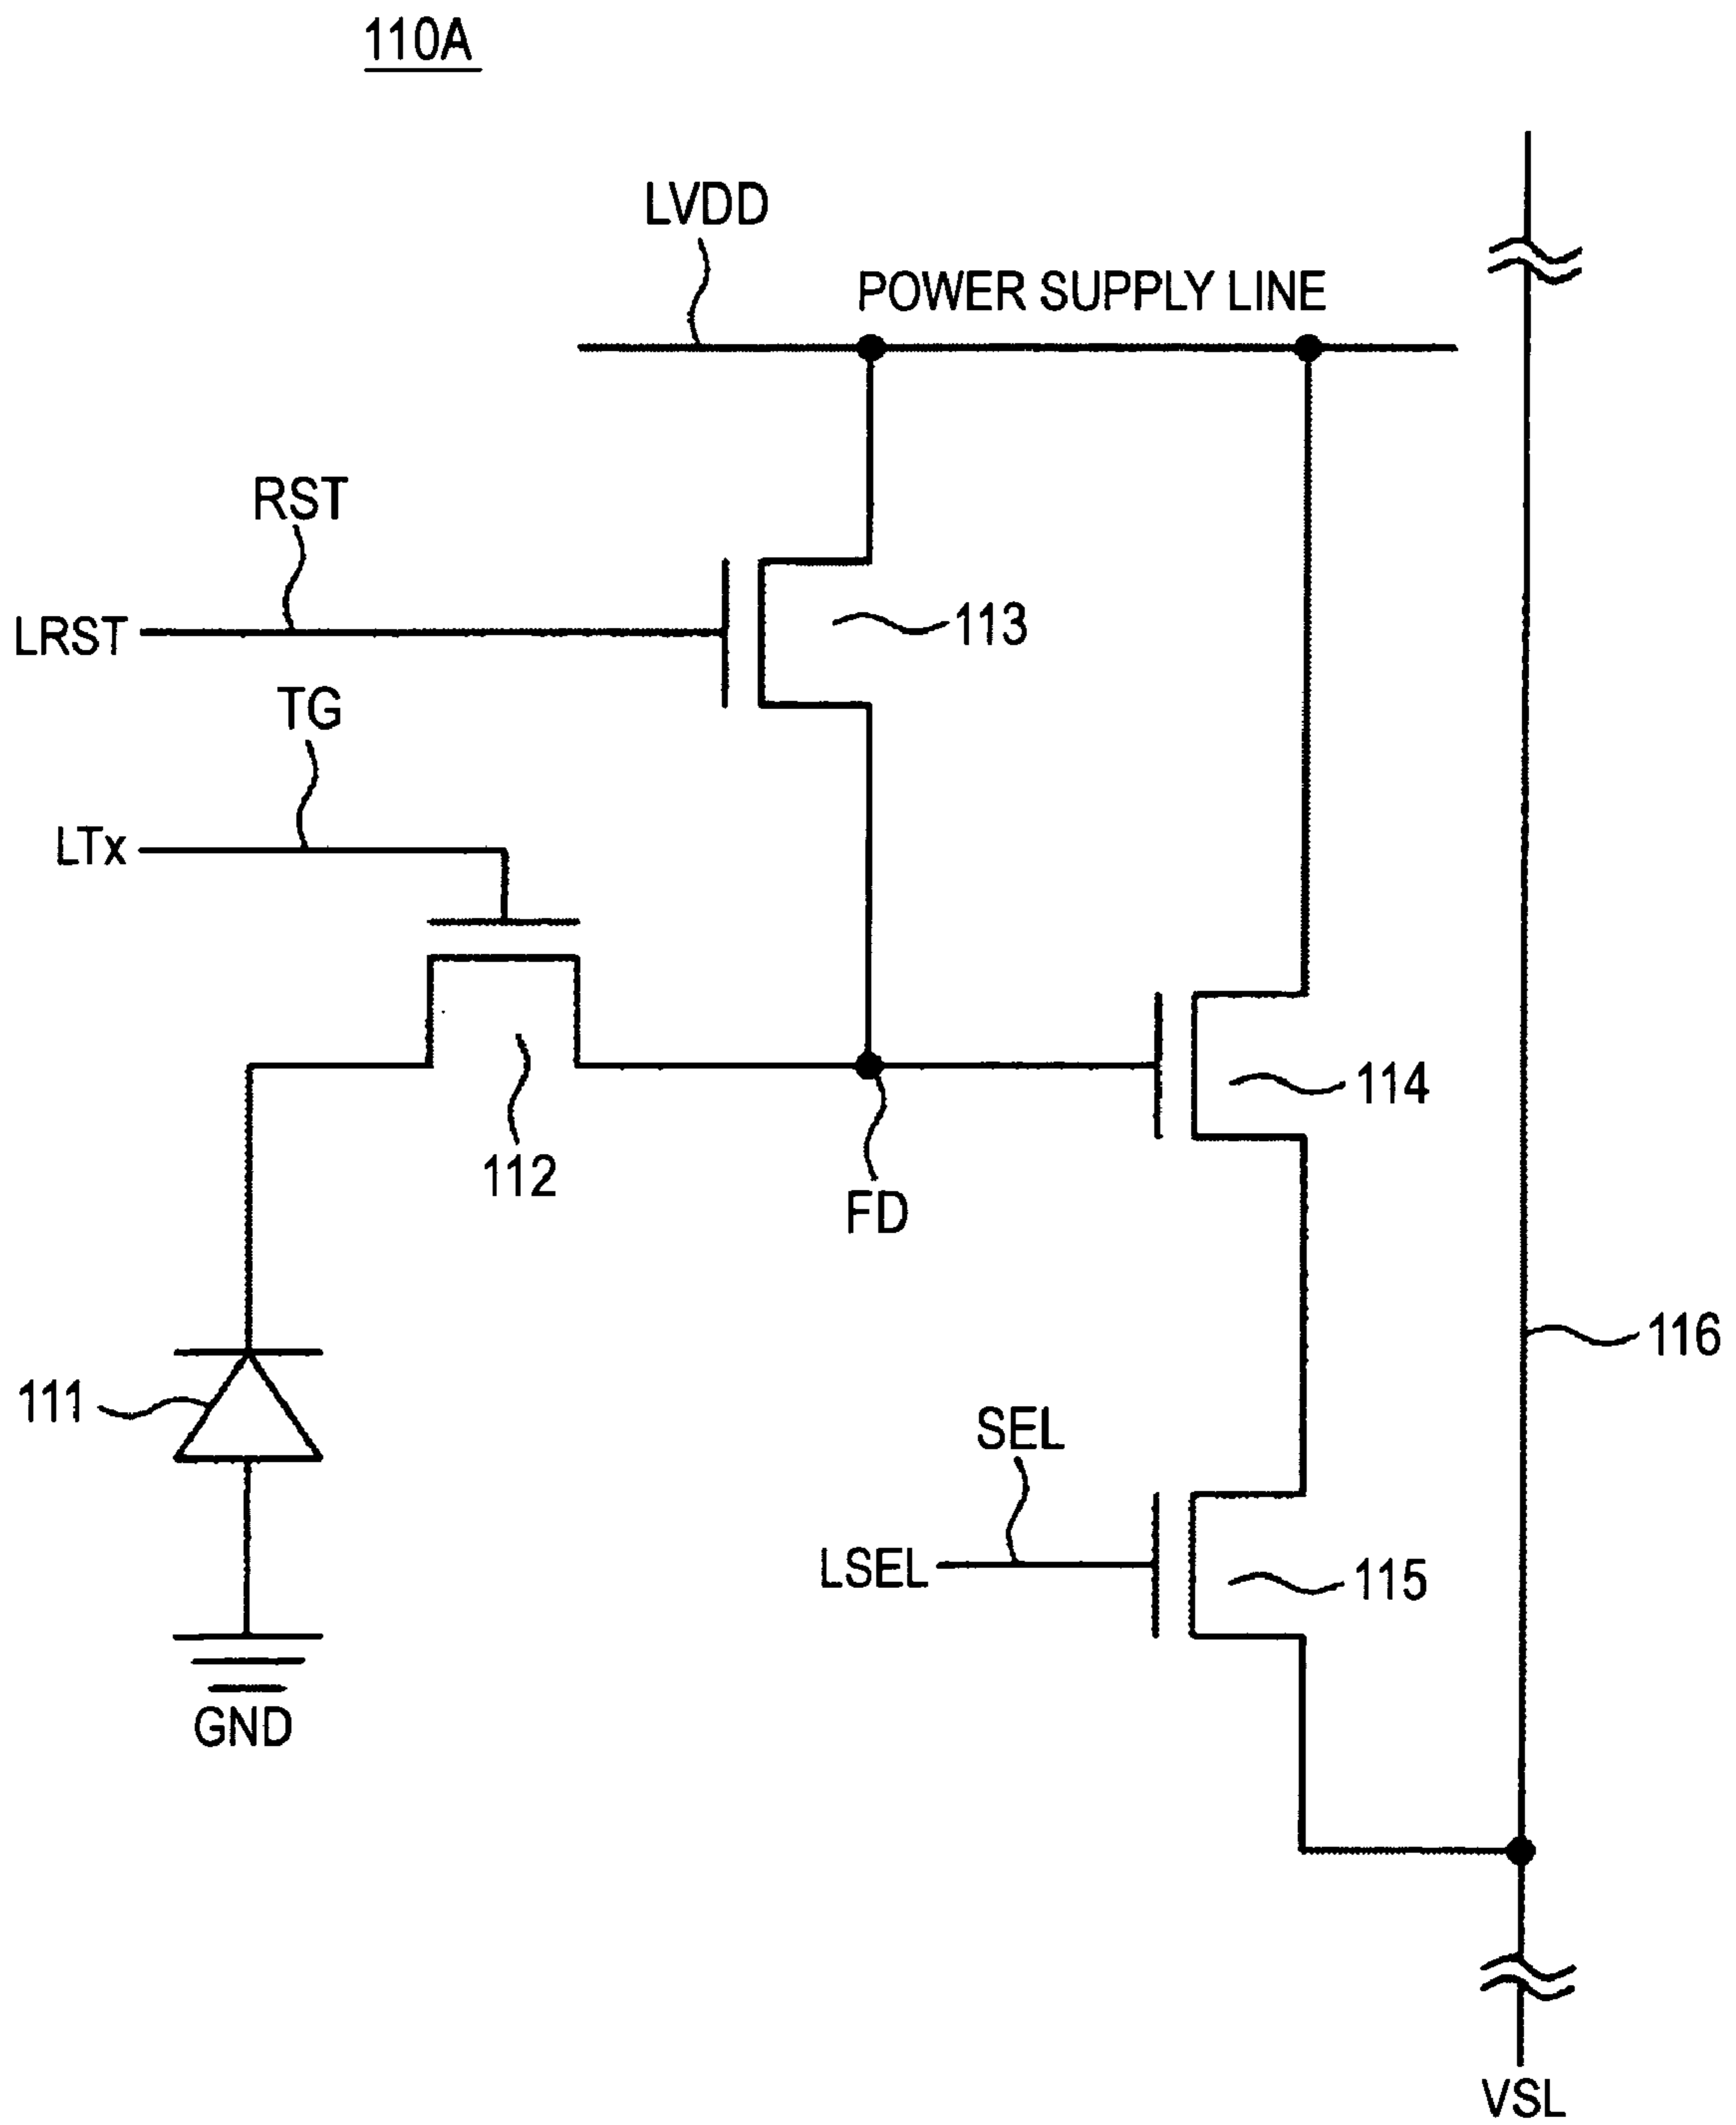 110A
LVDD
POWER SUPPLY LINE
RST
LRST
113
TG
LTx
114
112
FD
116
111
SEL
LSEL
115
GND
VSL